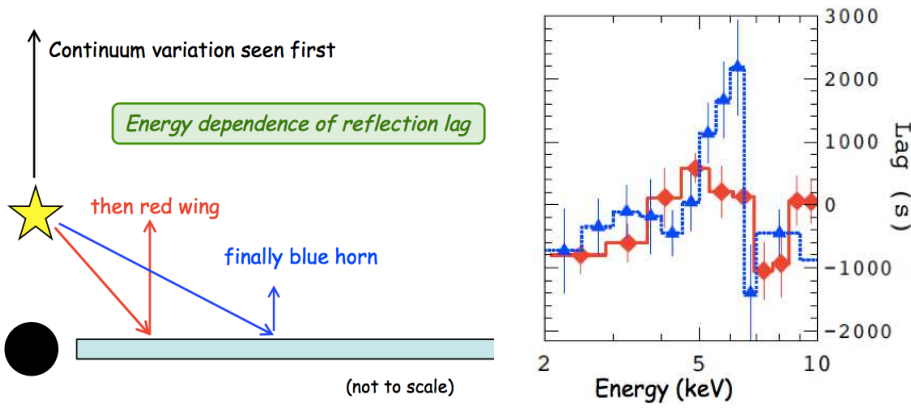 Continuum variation seen first
Energy dependence of reflection lag
then red wing
finally blue horn
(not to scale)
3000
2000
1000
0
-1000
-2000
Lag (s)
2
5
10
Energy (keV)